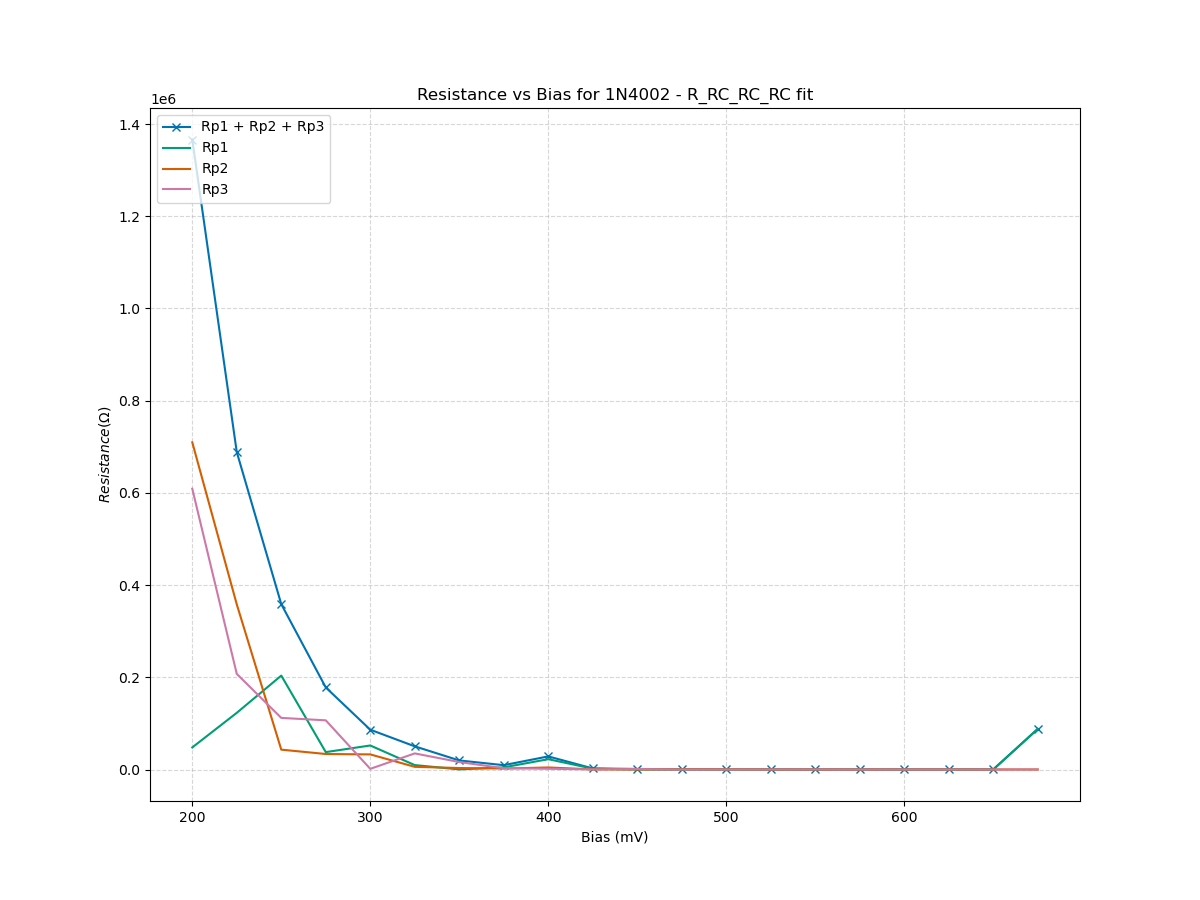 Resistance vs Bias for 1N4002 - R_RC_RC_RC fit
1e6
Rp1 + Rp2 + Rp3
Rp1
Rp2
Rp3
1.4
1.2
1.0
0.8
0.6
0.4
0.2
0.0
Resistance(Ω)
200
300
400
500
600
Bias (mV)